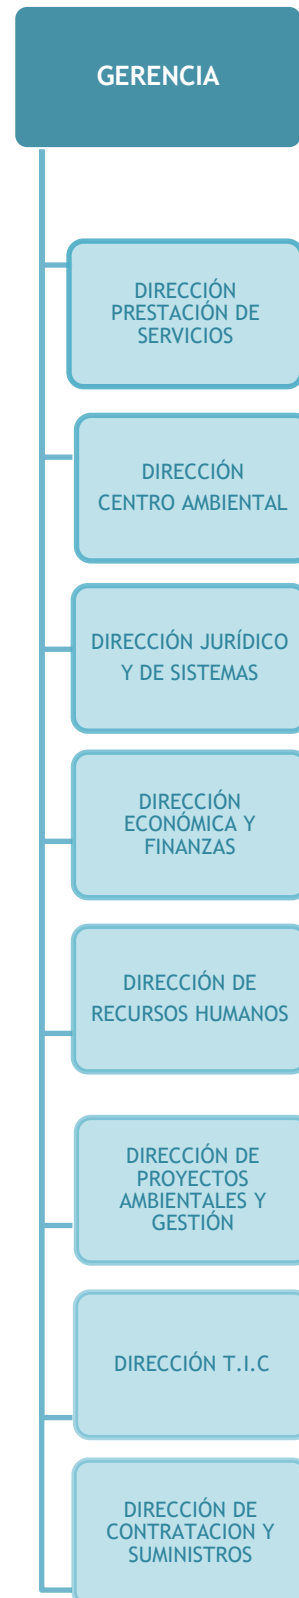 GERENCIA
DIRECCIÓN
PRESTACIÓN DE
SERVICIOS
DIRECCIÓN
CENTRO AMBIENTAL
DIRECCIÓN JURÍDICO
Y DE SISTEMAS
DIRECCIÓN
ECONÓMICA Y
FINANZAS
DIRECCIÓN DE
RECURSOS HUMANOS
DIRECCIÓN DE
PROYECTOS
AMBIENTALES Y
GESTIÓN
DIRECCIÓN T.I.C
DIRECCIÓN DE
CONTRATACION Y
SUMINISTROS